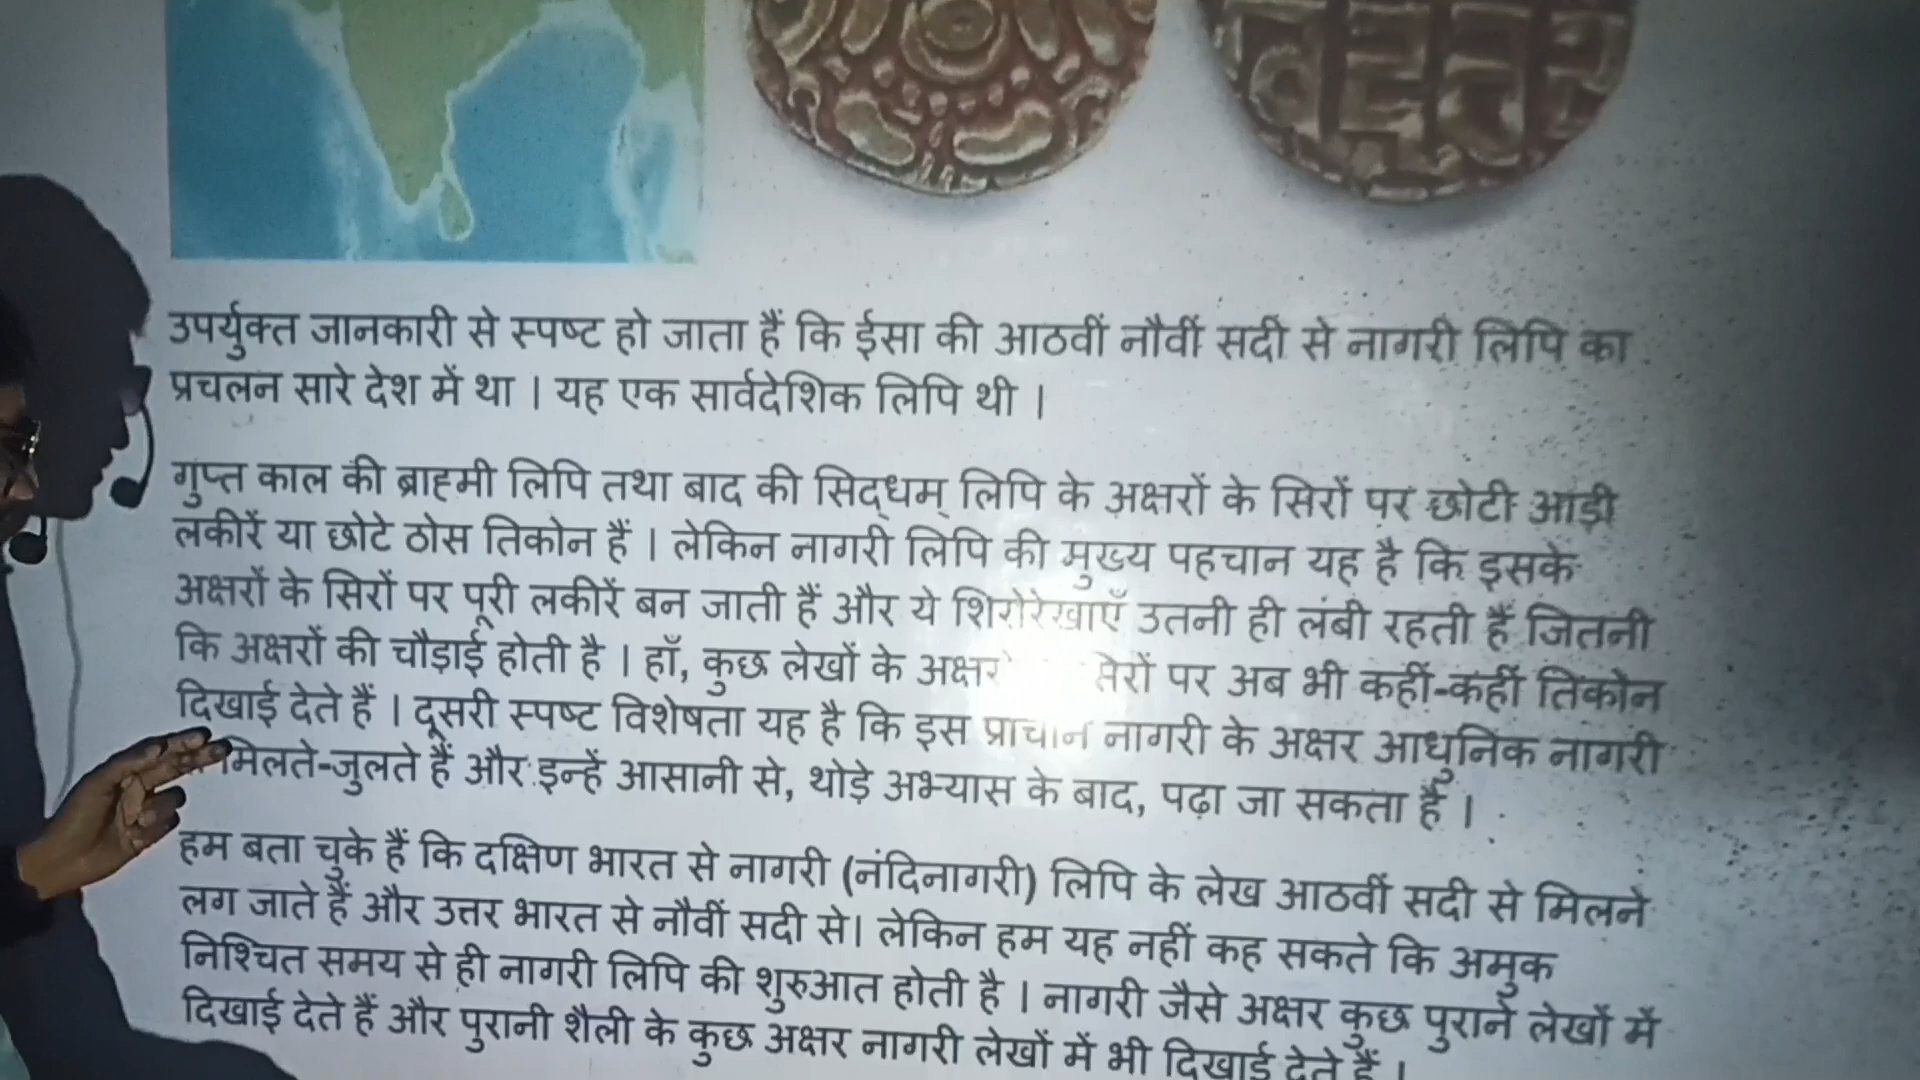 उपर्युक्त जानकारी से स्पष्ट हो जाता हैं कि ईसा की आठवीं नौवीं सदी से नागरी लिपि का
प्रचलन सारे देश में था । यह एक सार्वदेशिक लिपि थी ।
गुप्त काल की ब्राह्मी लिपि तथा बाद की सिद्धम् लिपि के अक्षरों के सिरों पर छोटी आड़ी
लकीरें या छोटे ठोस तिकोन हैं । लेकिन नागरी लिपि की मुख्य पहचान यह है कि इसके
अक्षरों के सिरों पर पूरी लकीरें बन जाती हैं और ये शिरोरेखाएँ उतनी ही लंबी रहती हैं जितनी
कि अक्षरों की चौड़ाई होती है । हाँ, कुछ लेखों के पर अब भी कहीं-कहीं तिकोन
दिखाई देते हैं । दूसरी स्पष्ट विशेषता यह है कि इस प्राचीन नागरी के अक्षर आधुनिक नागरी
मिलते-जुलते हैं और इन्हें आसानी से, थोड़े अभ्यास के बाद, पढ़ा जा सकता है ।
हम बता चुके हैं कि दक्षिण भारत से नागरी (नंदिनागरी) लिपि के लेख आठवीं सदी से मिलने
लग जाते हैं और उत्तर भारत से नौवीं सदी से। लेकिन हम यह नहीं कह सकते कि अमुक
निश्चित समय से ही नागरी लिपि की शुरुआत होती है । नागरी जैसे अक्षर कुछ पुराने लेखों में
दिखाई देते हैं और पुरानी शैली के कुछ अक्षर नागरी लेखों में भी दिखाई देते हैं ।